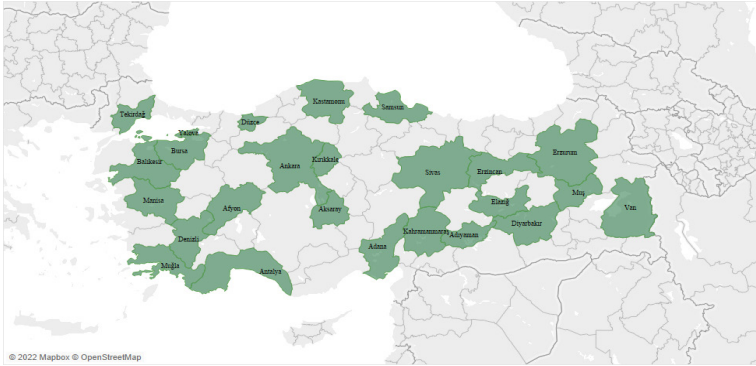 Kastamonu
Samsun
Tekirdağ
Düzce
Yalova
Bursa
Balıkesir
Ankara
Kırıkkale
Erzurum
Sivas
Erzincan
Muş
Manisa
Afyon
Aksaray
Elazığ
Van
Diyarbakır
Kahramanmaraş
Adıyaman
Denizli
Adana
Muğla
Antalya
© 2022 Mapbox © OpenStreetMap